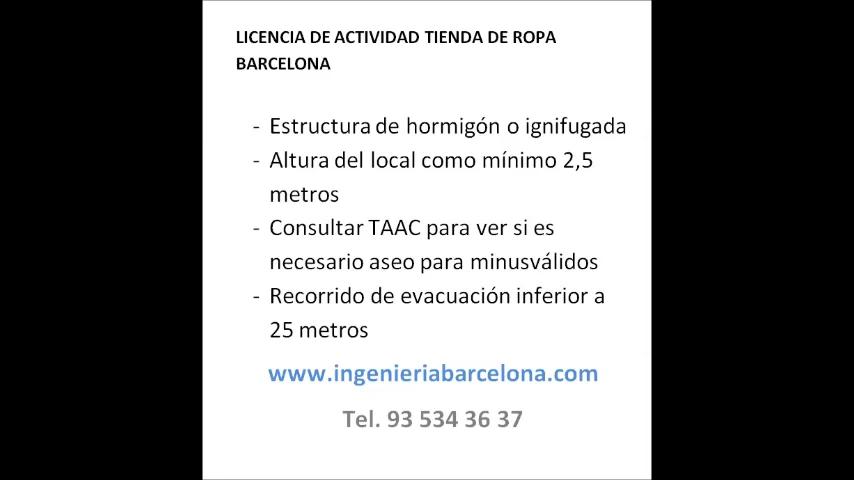 LICENCIA DE ACTIVIDAD TIENDA DE ROPA
BARCELONA
- Estructura de hormigón o ignifugada
- Altura del local como mínimo 2,5
metros
- Consultar TAAC para ver si es
necesario aseo para minusválidos
- Recorrido de evacuación inferior a
25 metros
www.ingenieriabarcelona.com
Tel. 93 534 36 37